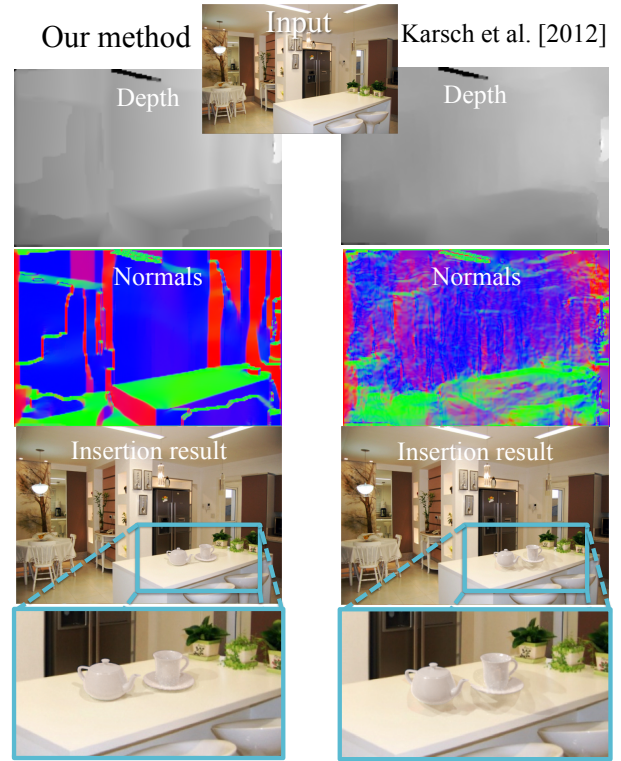 Our method
Input
Karsch et al. [2012]
Depth
Depth
Normals
Normals
Insertion result
Insertion result